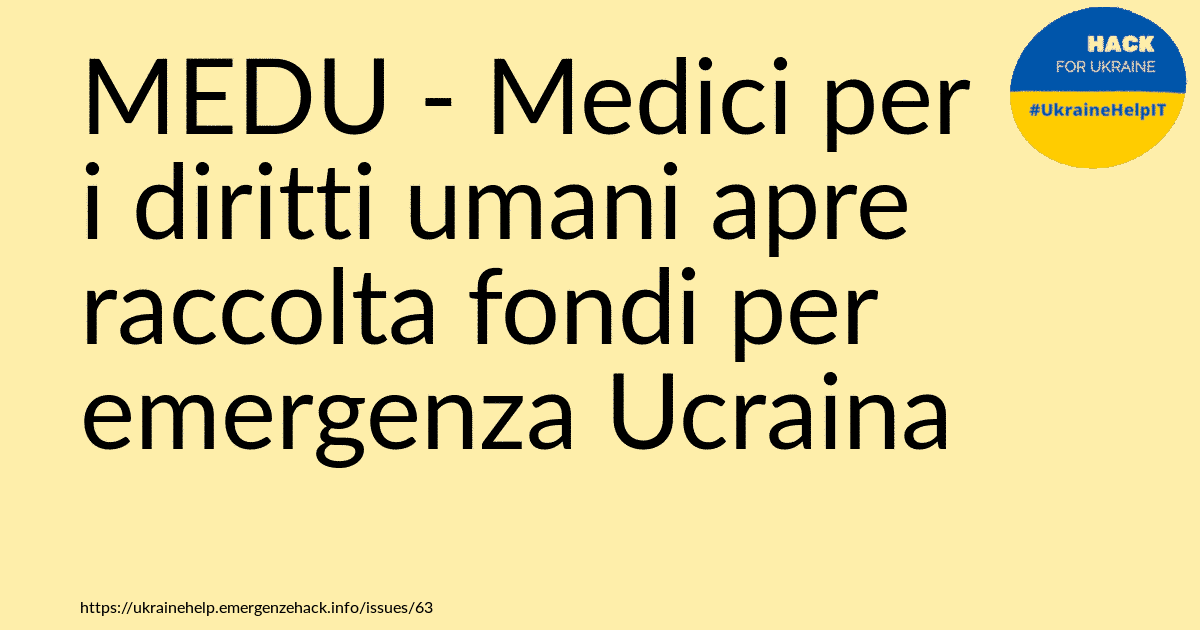 MEDU - Medici per
i diritti umani apre
raccolta fondi per
emergenza Ucraina
HACK
FOR UKRAINE
#UkraineHelpIT
https://ukrainehelp.emergenzehack.info/issues/63